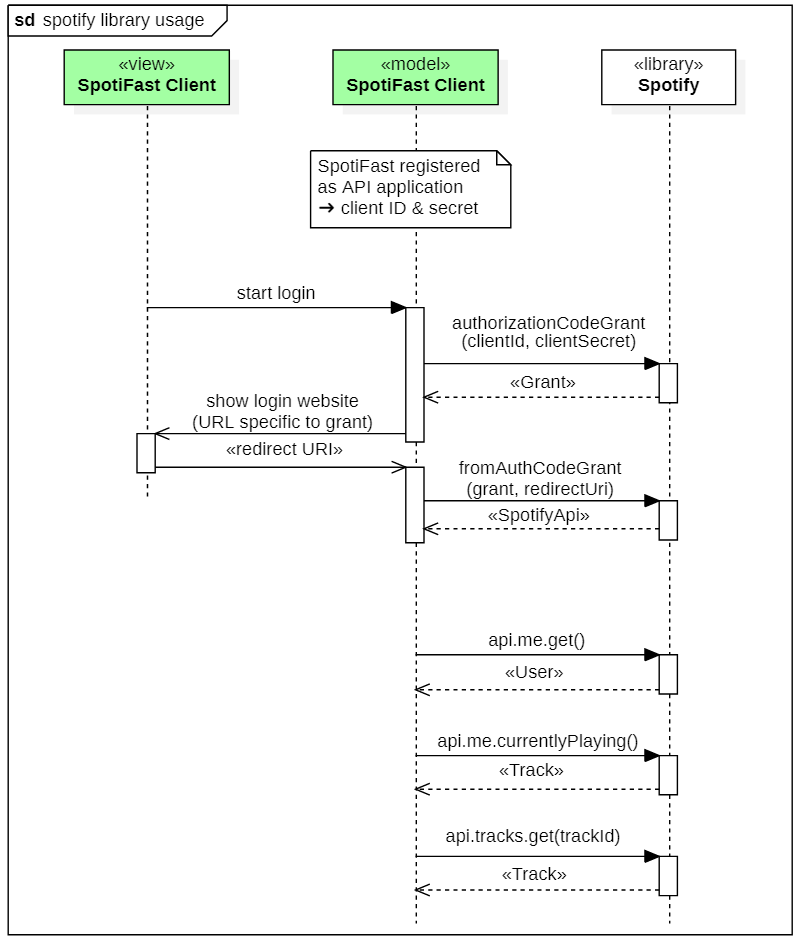 sd spotify library usage
«view»
SpotiFast Client
«model»
SpotiFast Client
«library»
Spotify
SpotiFast registered
as API application
➔ client ID & secret
start login
authorizationCodeGrant
(clientId, clientSecret)
«Grant»
show login website
(URL specific to grant)
«redirect URI»
fromAuthCodeGrant
(grant, redirectUri)
«SpotifyApi»
api.me.get()
«User»
api.me.currentlyPlaying()
«Track»
api.tracks.get(trackId)
«Track»